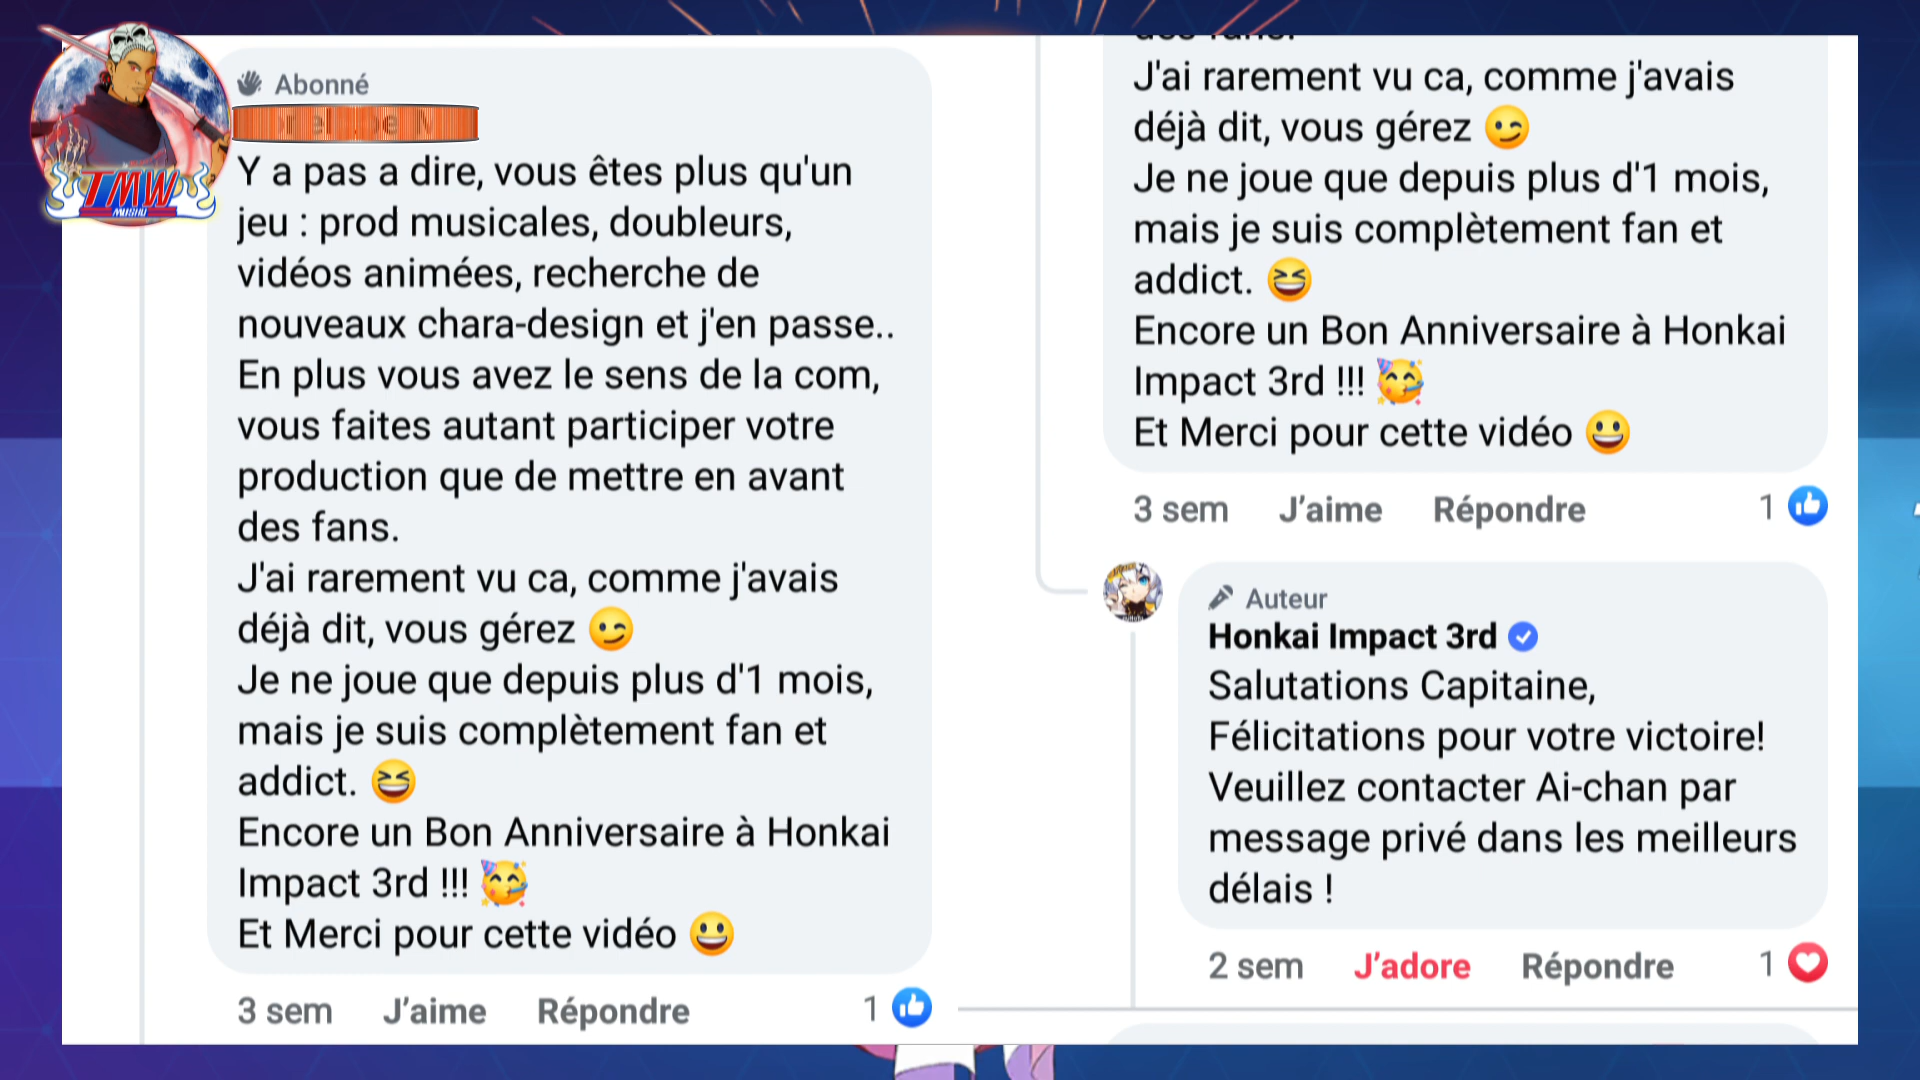 TMW
MUSHU
Abonné
Y a pas a dire, vous êtes plus qu'un
jeu : prod musicales, doubleurs,
vidéos animées, recherche de
nouveaux chara-design et j'en passe..
En plus vous avez le sens de la com,
vous faites autant participer votre
production que de mettre en avant
des fans.
J'ai rarement vu ca, comme j'avais
déjà dit, vous gérez 😉
Je ne joue que depuis plus d'1 mois,
mais je suis complètement fan et
addict. 😆
Encore un Bon Anniversaire à Honkai
Impact 3rd !!! 🥳
Et Merci pour cette vidéo 😀
3 sem J'aime Répondre 1
des fans.
J'ai rarement vu ca, comme j'avais
déjà dit, vous gérez 😉
Je ne joue que depuis plus d'1 mois,
mais je suis complètement fan et
addict. 😆
Encore un Bon Anniversaire à Honkai
Impact 3rd !!! 🥳
Et Merci pour cette vidéo 😀
3 sem J’aime Répondre 1
Auteur
Honkai Impact 3rd
Salutations Capitaine,
Félicitations pour votre victoire!
Veuillez contacter Ai-chan par
message privé dans les meilleurs
délais !
2 sem J’adore Répondre 1